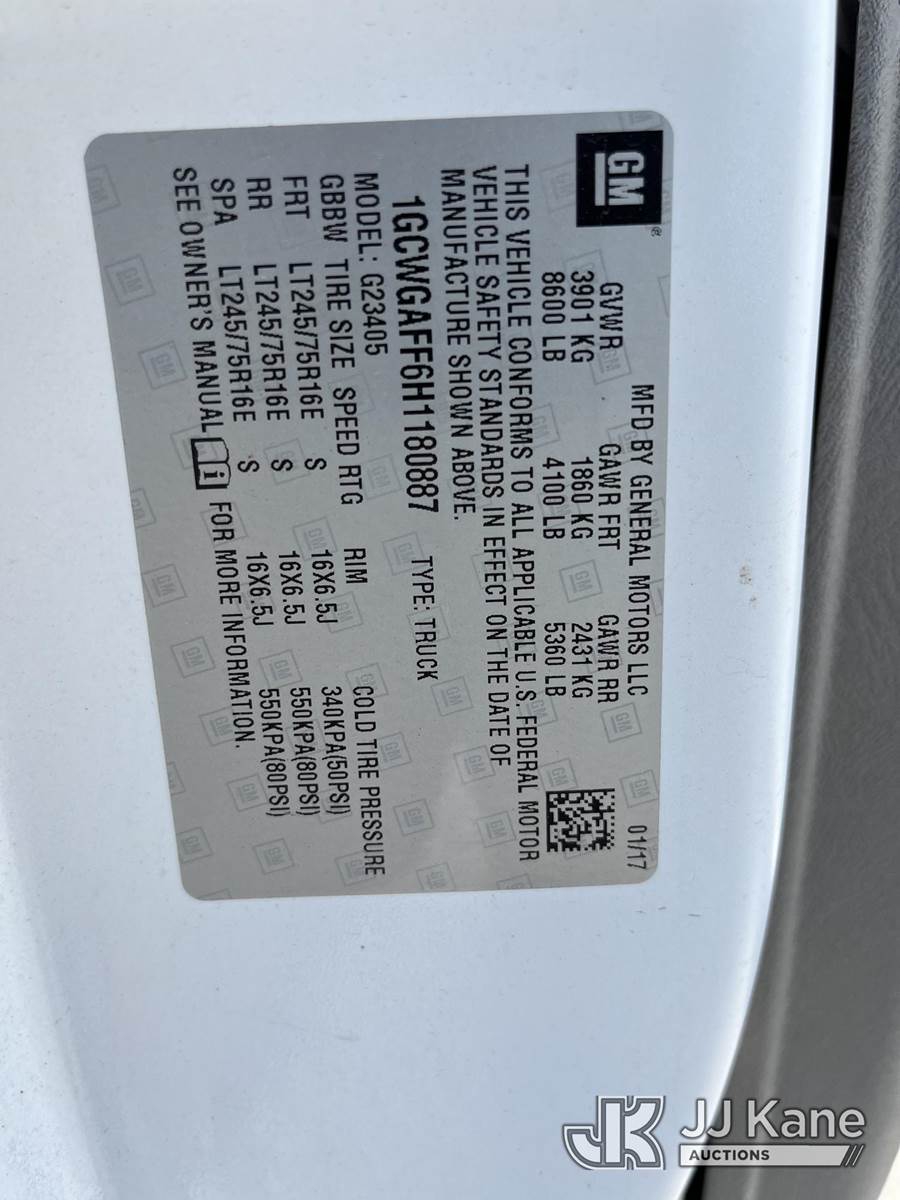 GM®
MFD BY GENERAL MOTORS LLC 01/17
GVWR GAWR FRT GAWR RR
3901 KG 1860 KG 2431 KG
8600 LB 4100 LB 5360 LB
THIS VEHICLE CONFORMS TO ALL APPLICABLE U.S. FEDERAL MOTOR
VEHICLE SAFETY STANDARDS IN EFFECT ON THE DATE OF
MANUFACTURE SHOWN ABOVE.
1GCWGAFF6H1180887 TYPE: TRUCK
MODEL: G23405
GBBW TIRE SIZE SPEED RTG RIM COLD TIRE PRESSURE
FRT LT245/75R16E S 16X6.5J 340KPA(50PSI)
RR LT245/75R16E S 16X6.5J 550KPA(80PSI)
SPA LT245/75R16E S 16X6.5J 550KPA(80PSI)
SEE OWNER'S MANUAL i FOR MORE INFORMATION.
JK JJ Kane
AUCTIONS